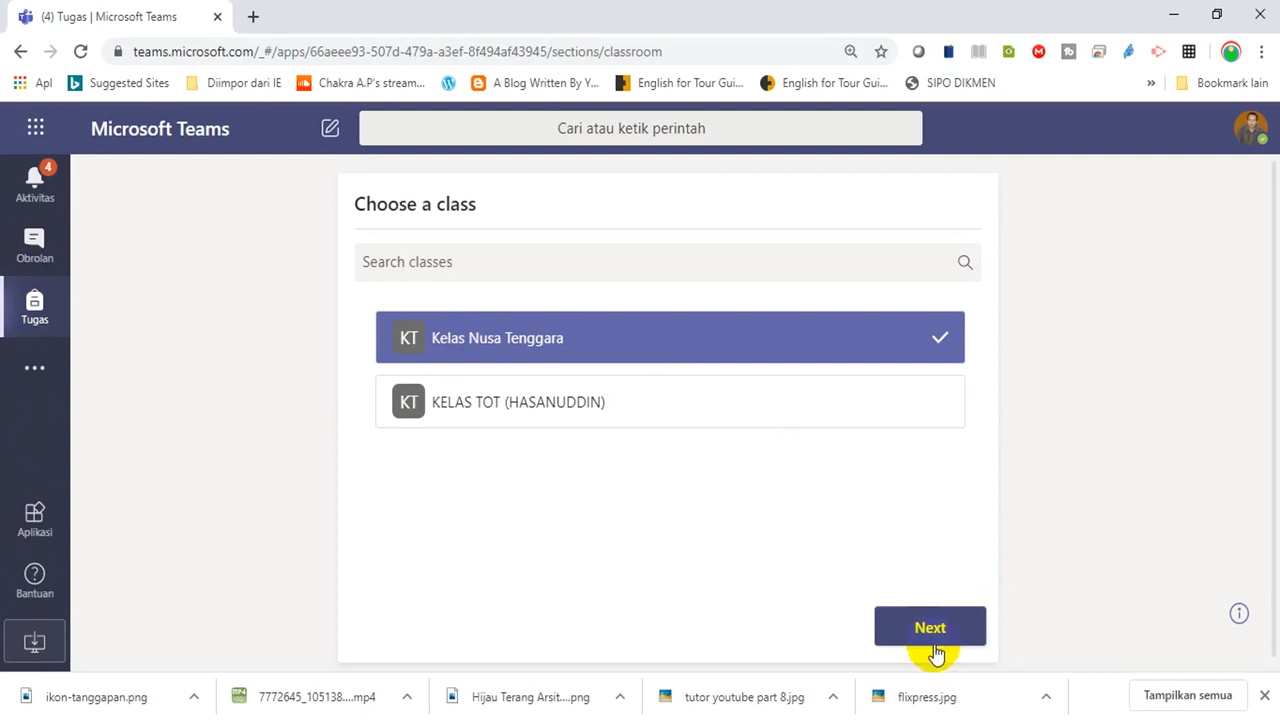 (4) Tugas | Microsoft Teams
teams.microsoft.com/_#/apps/66aeee93-507d-479a-a3ef-8f494af43945/sections/classroom
Apl Suggested Sites Diimpor dari IE Chakra A.P's stream... A Blog Written By Y... English for Tour Gui... English for Tour Gui... SIPO DIKMEN » Bookmark lain
Microsoft Teams Cari atau ketik perintah
4
Aktivitas
Obrolan
Tugas
Aplikasi
Bantuan
Choose a class
Search classes
KT Kelas Nusa Tenggara
KT KELAS TOT (HASANUDDIN)
Next
ikon-tanggapan.png 7772645_105138....mp4 Hijau Terang Arsit....png tutor youtube part 8.jpg flixpress.jpg Tampilkan semua